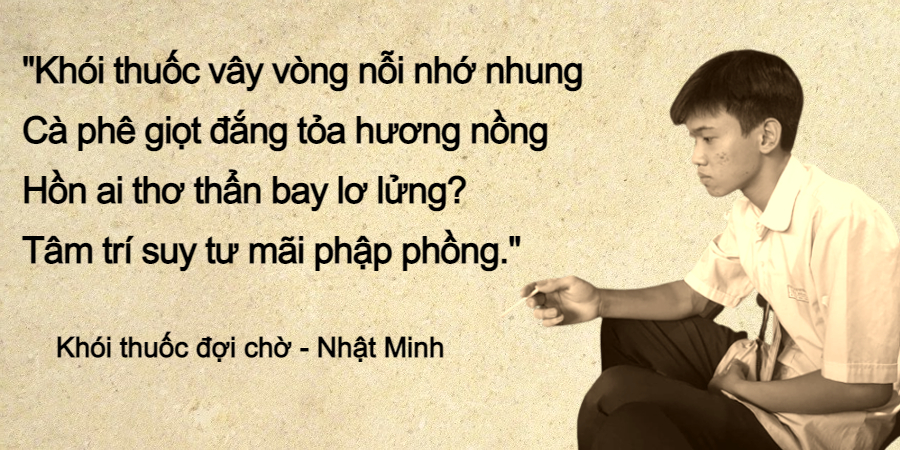 "Khói thuốc vây vòng nỗi nhớ nhung
Cà phê giọt đắng tỏa hương nồng
Hồn ai thơ thẩn bay lơ lửng?
Tâm trí suy tư mãi phập phồng."
Khói thuốc đợi chờ - Nhật Minh